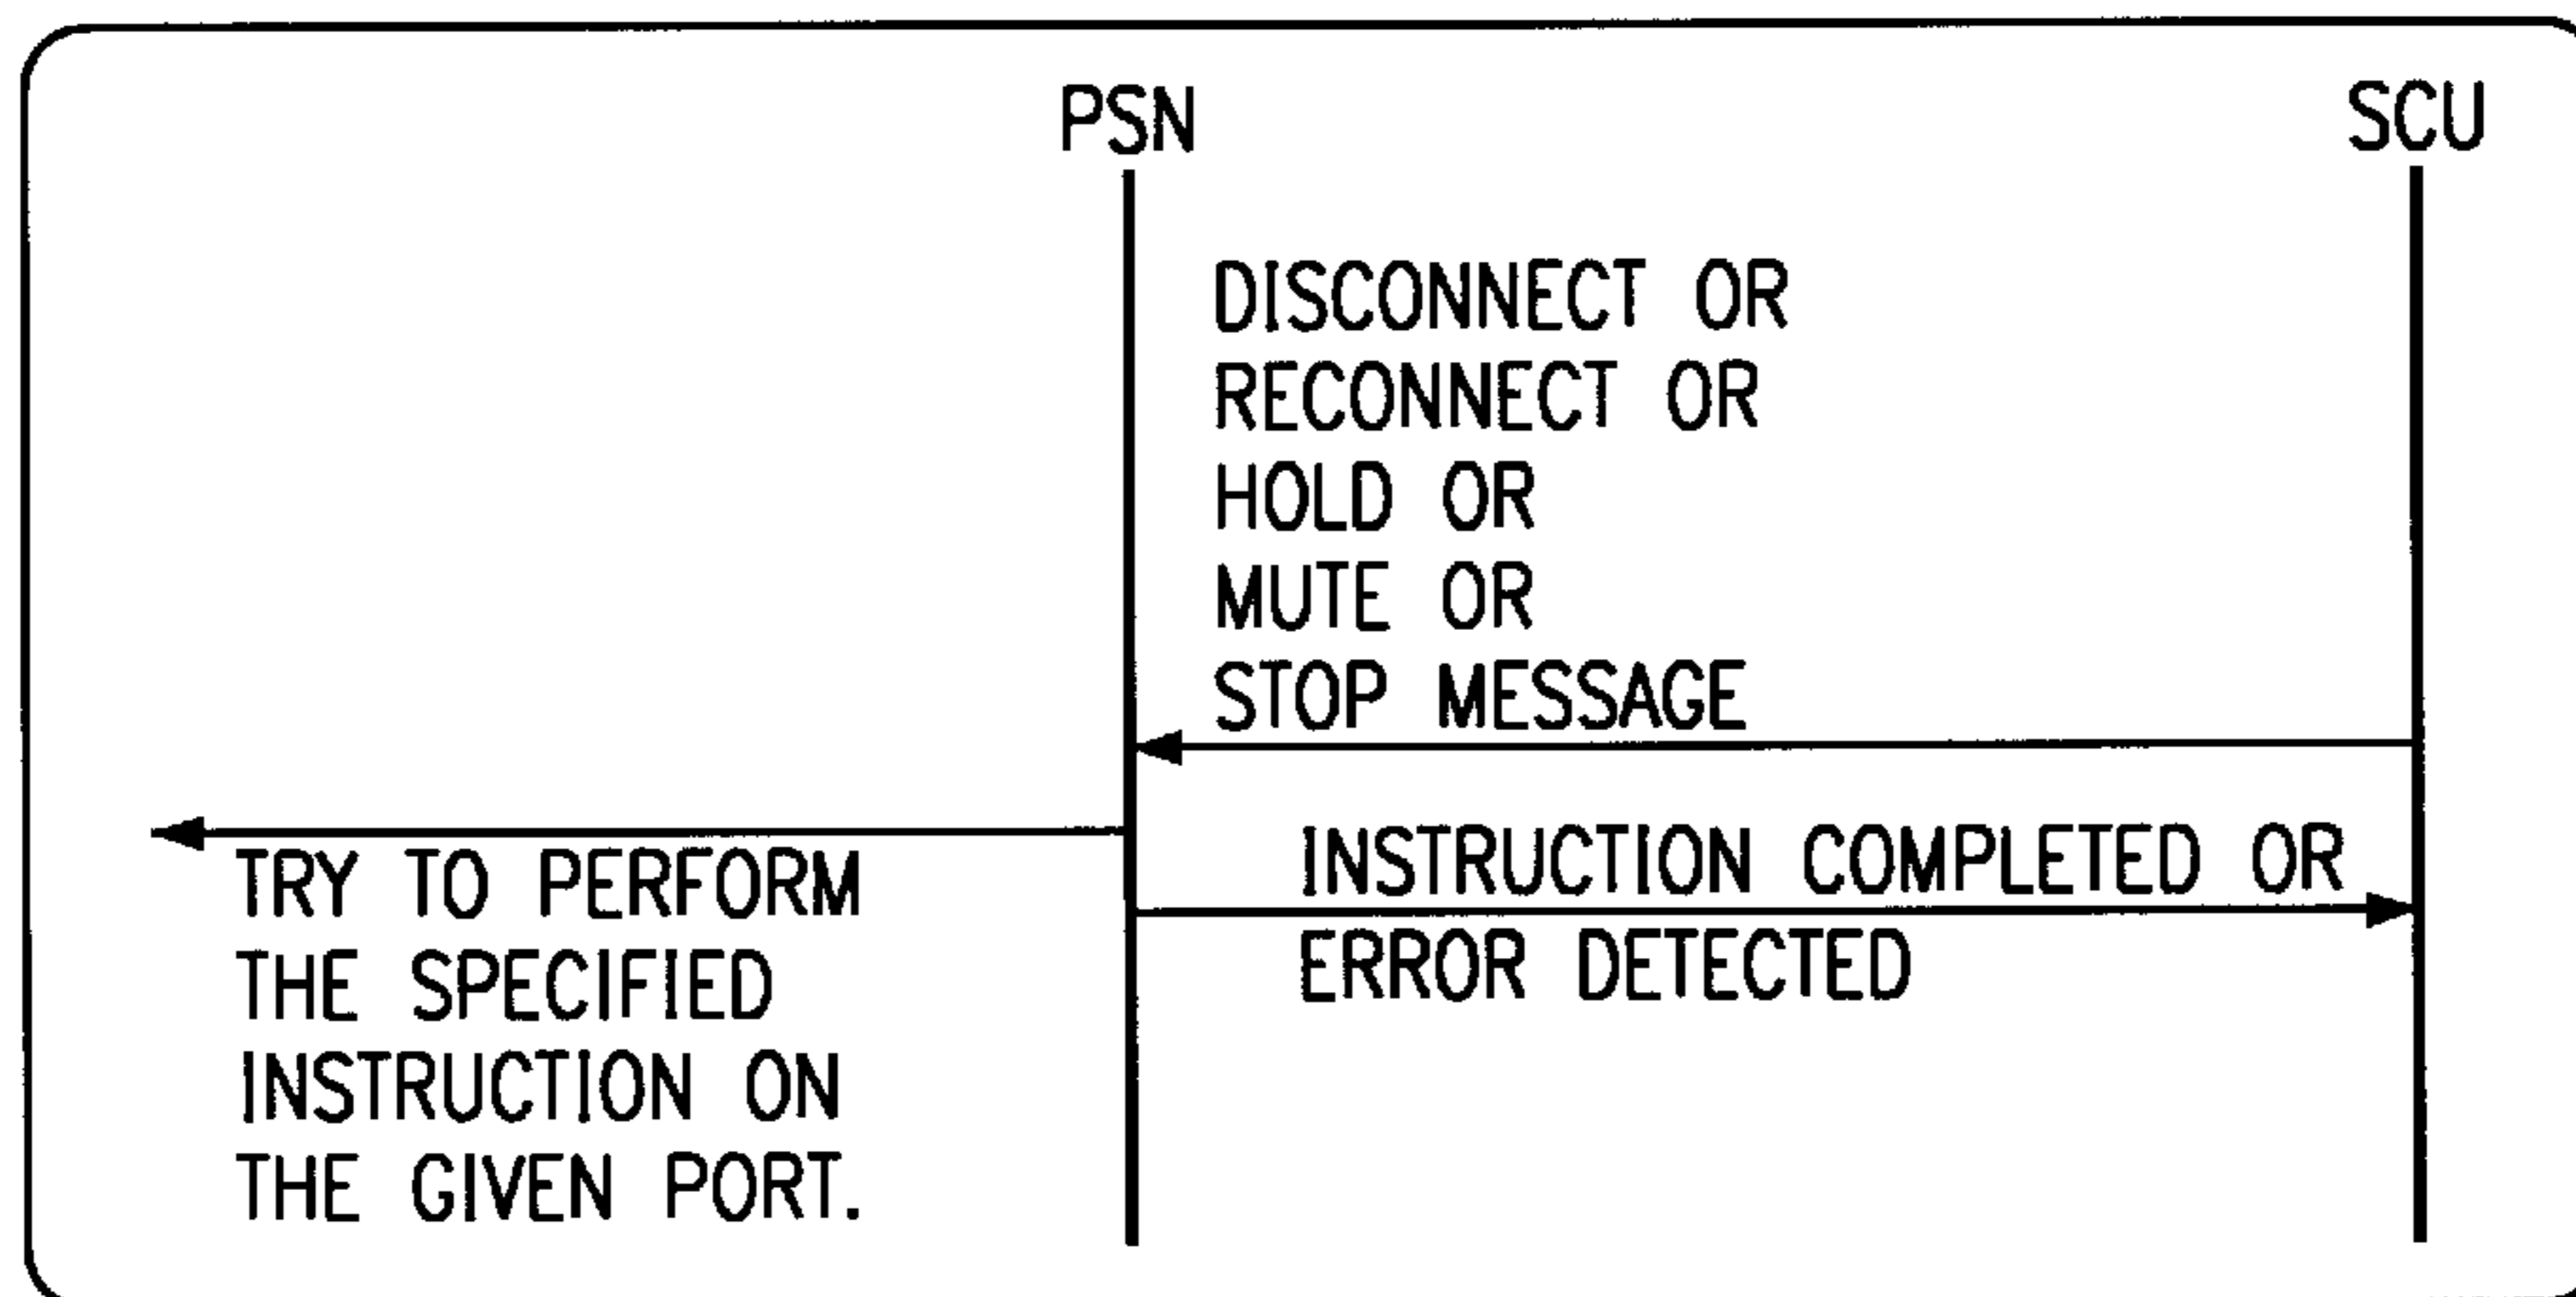 PSN
SCU
DISCONNECT OR
RECONNECT OR
HOLD OR
MUTE OR
STOP MESSAGE
TRY TO PERFORM
THE SPECIFIED
INSTRUCTION ON
THE GIVEN PORT.
INSTRUCTION COMPLETED OR
ERROR DETECTED